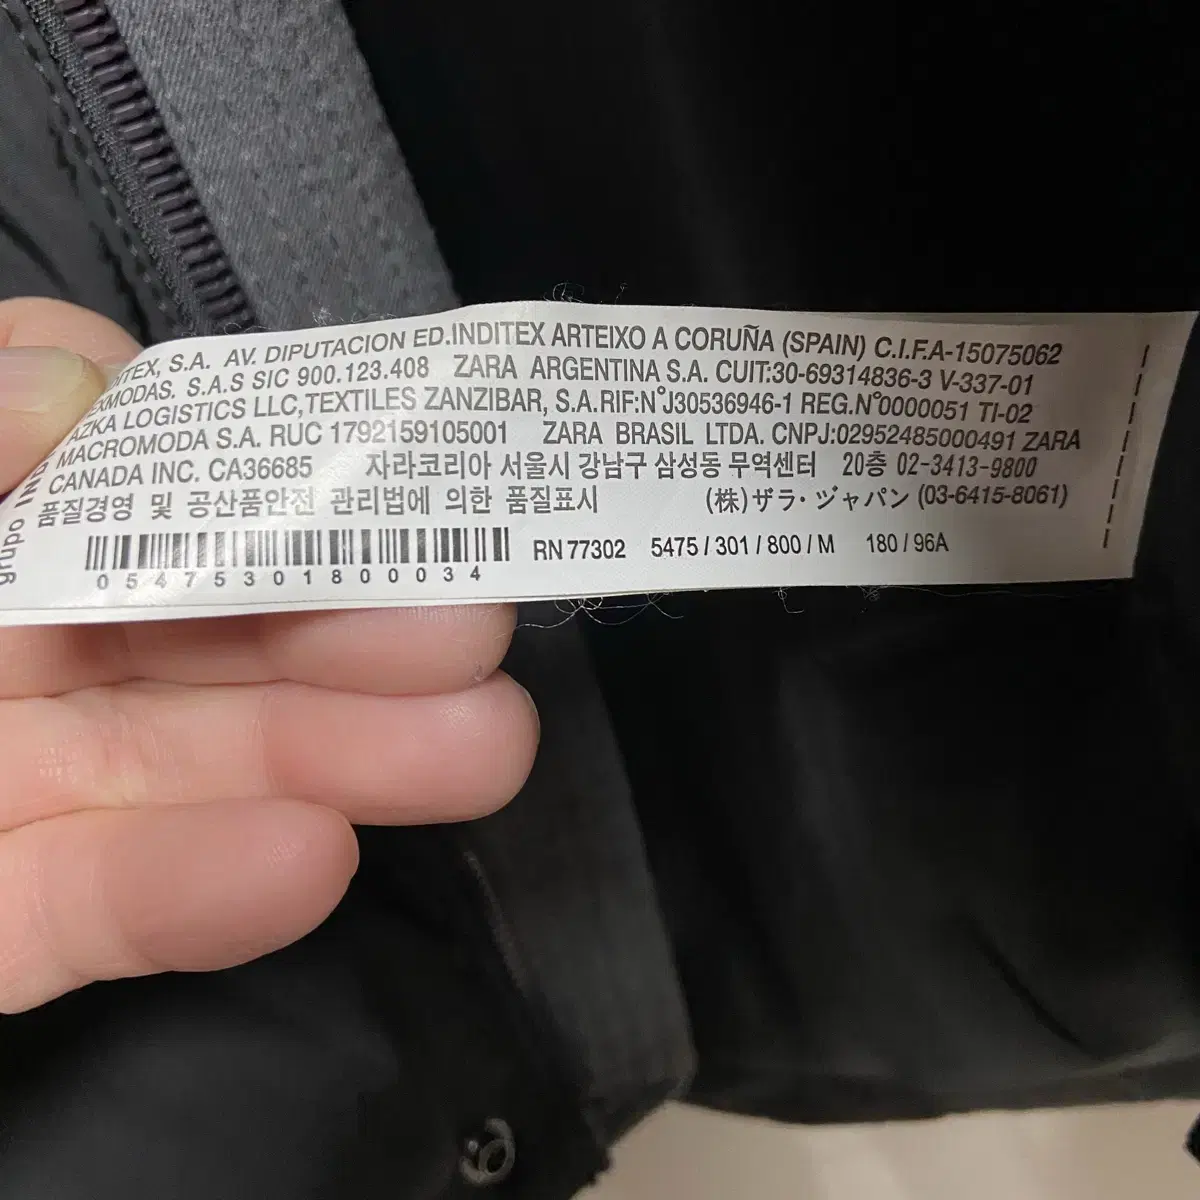 DITEX, S.A. AV. DIPUTACION ED.INDITEX ARTEIXO A CORUÑA (SPAIN) C.I.F.A-15075062
EXMODAS. S.A.S SIC 900.123.408 ZARA ARGENTINA S.A. CUIT:30-69314836-3 V-337-01
AZKA LOGISTICS LLC,TEXTILES ZANZIBAR, S.A.RIF:N°J30536946-1 REG.N°0000051 TI-02
MACROMODA S.A. RUC 1792159105001 ZARA BRASIL LTDA. CNPJ:02952485000491 ZARA
CANADA INC. CA36685 자라코리아 서울시 강남구 삼성동 무역센터 20층 02-3413-9800
품질경영 및 공산품안전 관리법에 의한 품질표시 (株)ザラ・ジャパン (03-6415-8061)
RN 77302 5475 / 301 / 800 / M 180 / 96A
05475301800034